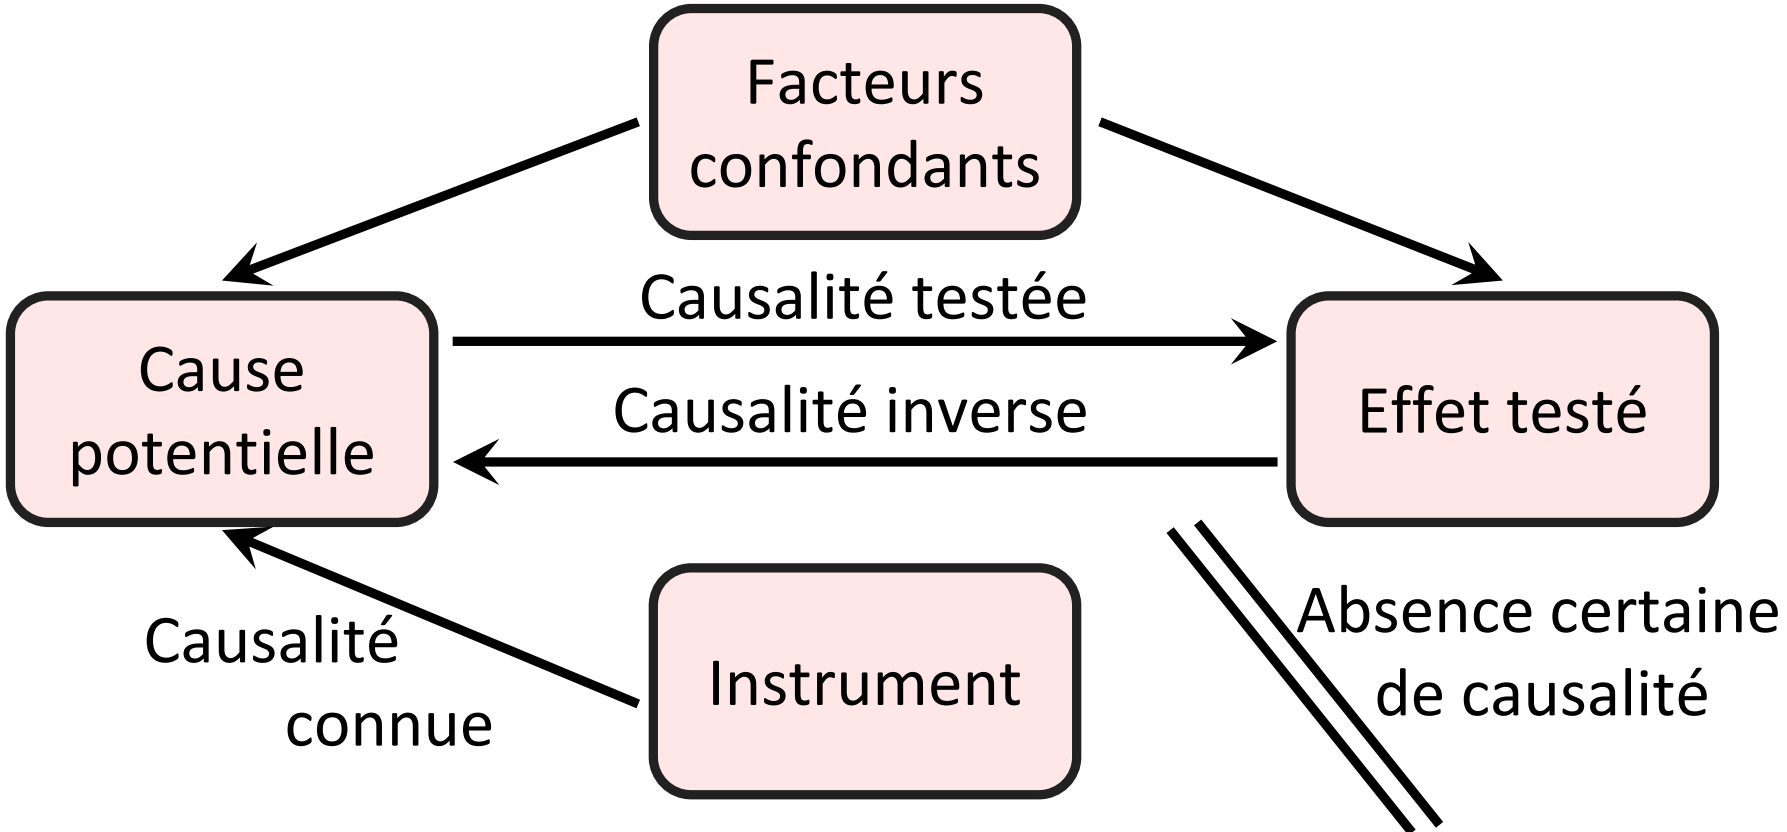 Facteurs
confondants
Causalité testée
Cause
potentielle
Causalité inverse
Effet testé
Causalité
connue
Instrument
Absence certaine
de causalité